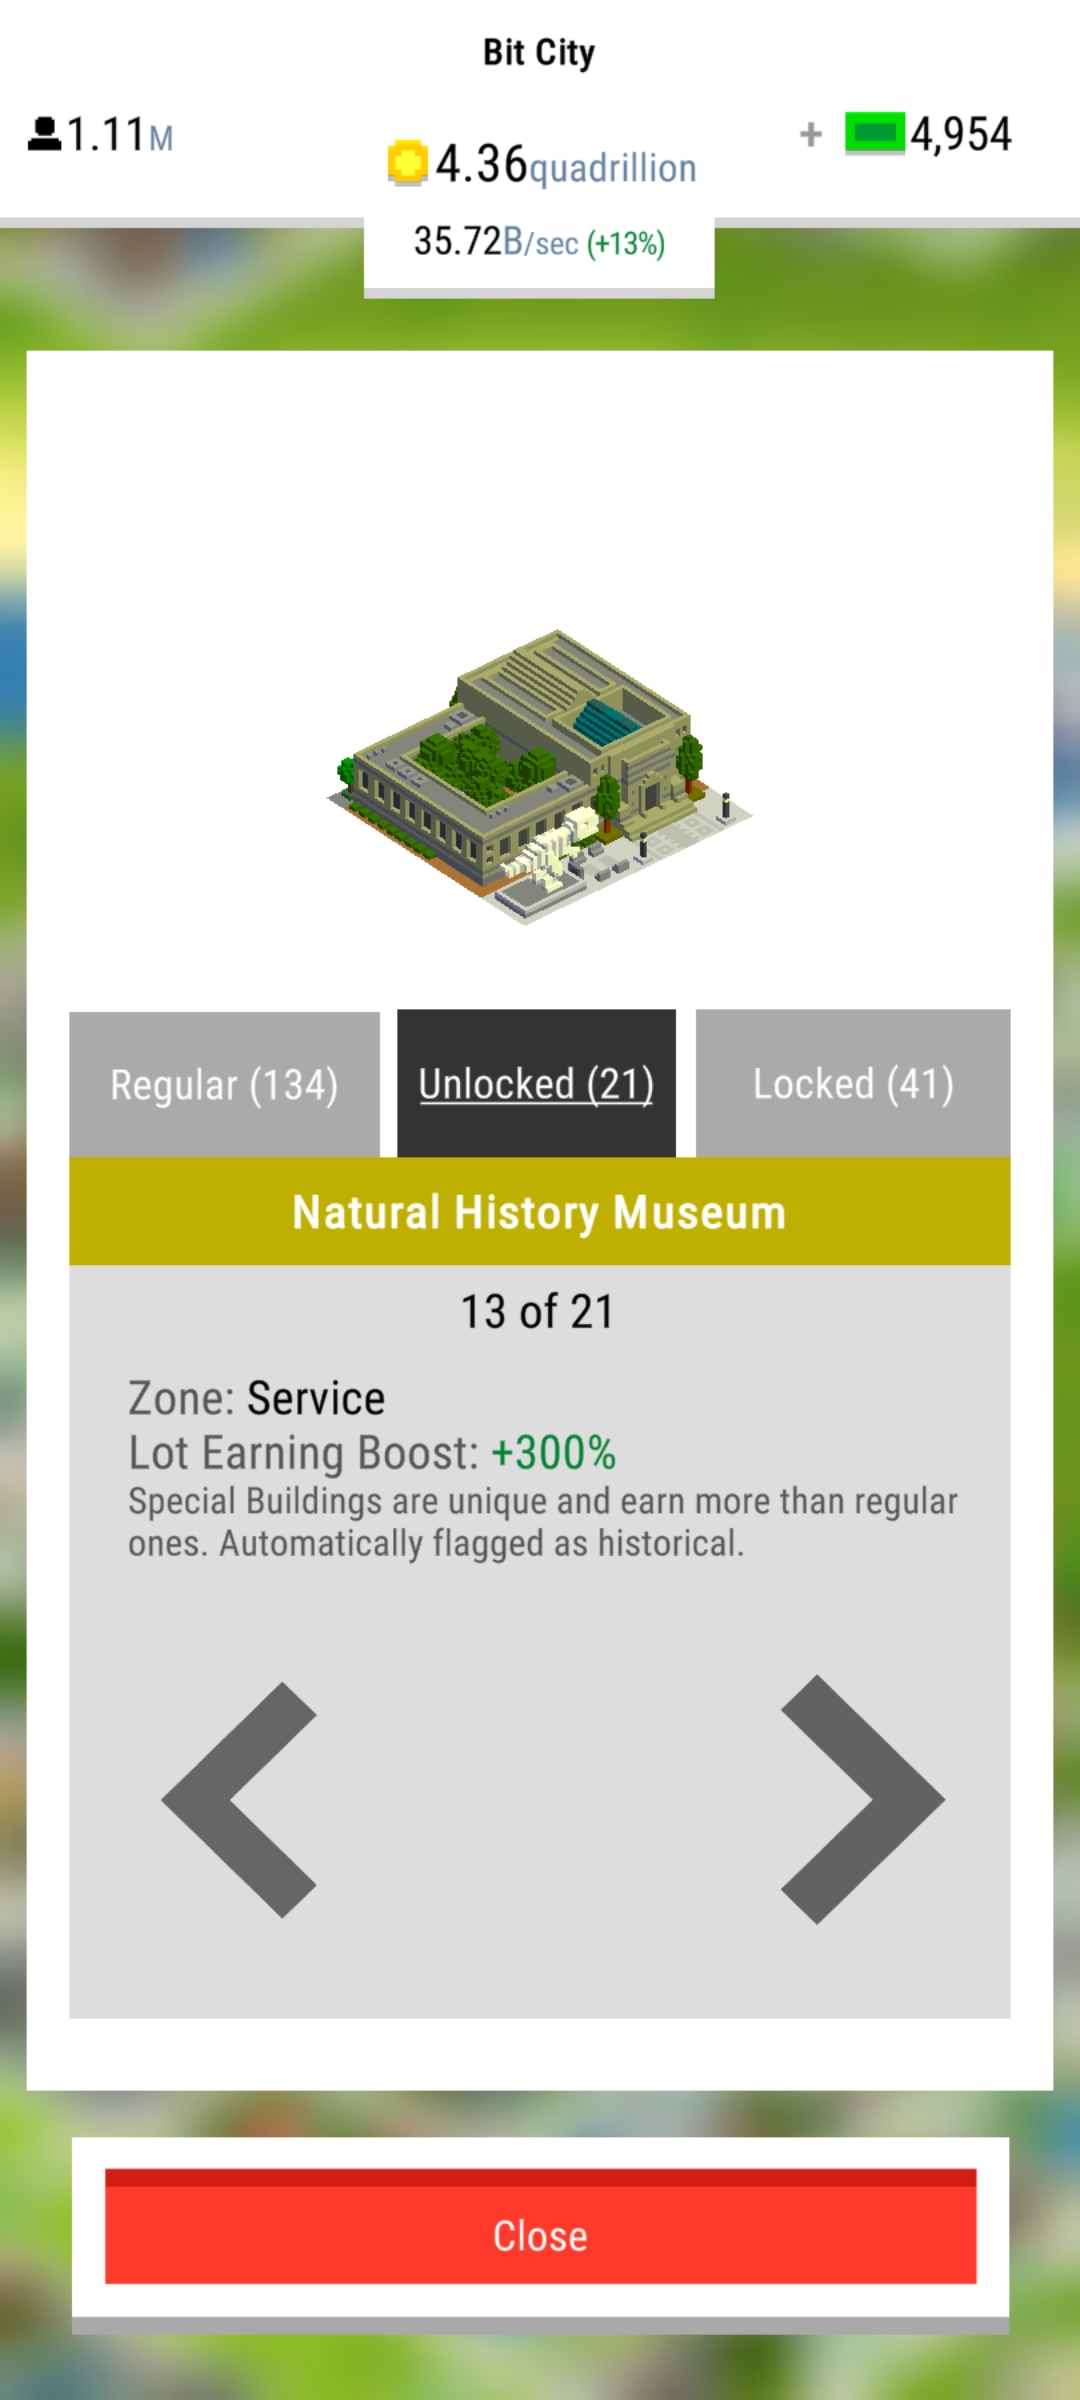 Bit City
1.11M
4.36quadrillion
+ 4,954
35.72B/sec (+13%)
Regular (134)
Unlocked (21)
Locked (41)
Natural History Museum
13 of 21
Zone: Service
Lot Earning Boost: +300%
Special Buildings are unique and earn more than regular
ones. Automatically flagged as historical.
Close